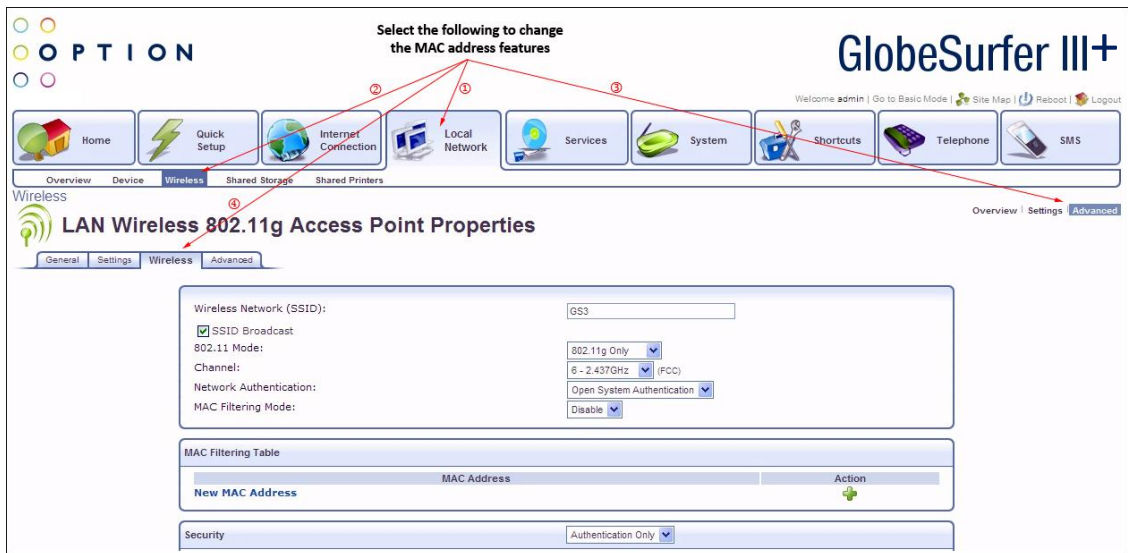 Select the following to change
the MAC address features
OPTION
GlobeSurfer III+
① ② ③
Welcome admin | Go to Basic Mode | Site Map | Reboot | Logout
Home Quick Setup Internet Connection Local Network Services System Shortcuts Telephone SMS
Overview Device Wireless Shared Storage Shared Printers
Wireless
④
Overview | Settings | Advanced
LAN Wireless 802.11g Access Point Properties
General Settings Wireless Advanced
Wireless Network (SSID): GS3
SSID Broadcast
802.11 Mode: 802.11g Only
Channel: 6 - 2.437GHz (FCC)
Network Authentication: Open System Authentication
MAC Filtering Mode: Disable
MAC Filtering Table
MAC Address Action
New MAC Address
Security Authentication Only